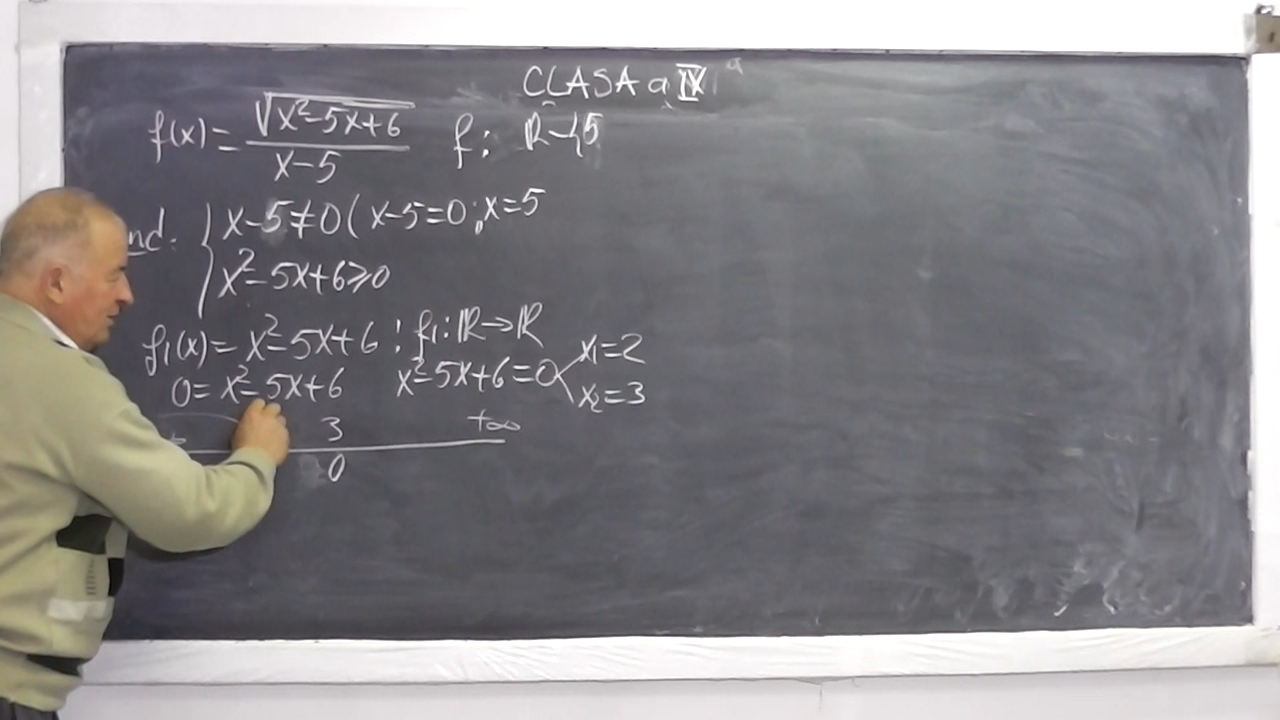 CLASA a IX a
f(x) = √(x²-5x+6) / (x-5) f: ℝ-{5
nd: { x-5≠0 ( x-5=0; x=5
x²-5x+6≥0
f₁(x) = x²-5x+6 ; f₁: ℝ→ℝ
0 = x²-5x+6 x²-5x+6=0 < x₁=2
x₂=3
3 +∞
0